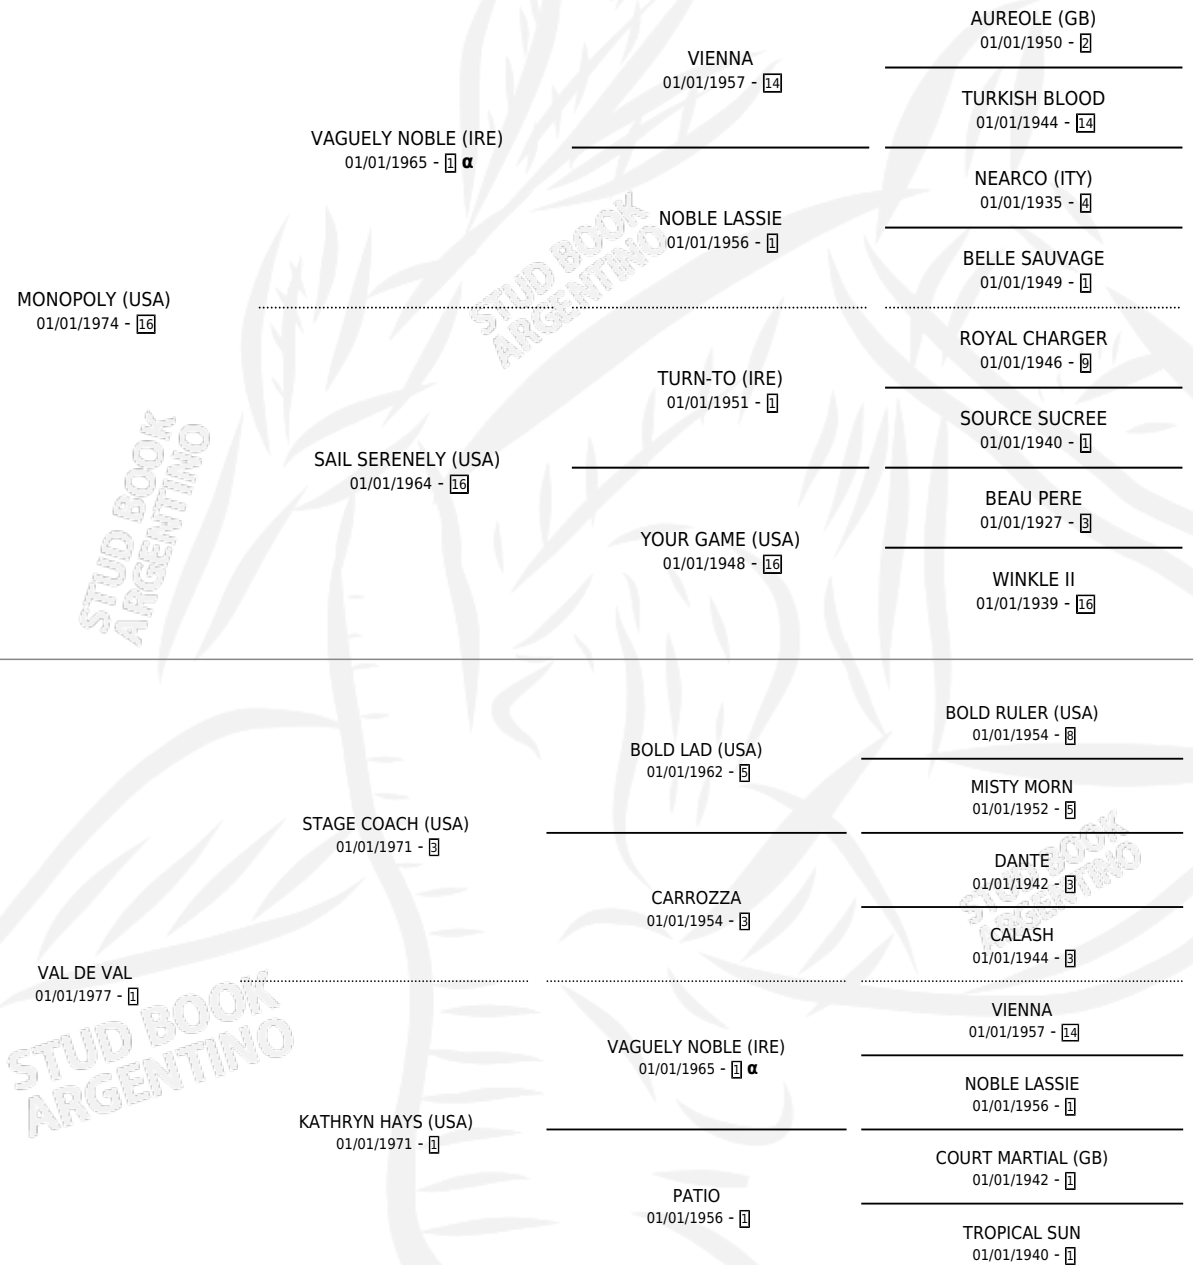 AUREOLE (GB)
01/01/1950 - 2
VIENNA
01/01/1957 - 14
TURKISH BLOOD
01/01/1944 - 14
VAGUELY NOBLE (IRE)
01/01/1965 - 1 α
NEARCO (ITY)
01/01/1935 - 4
NOBLE LASSIE
01/01/1956 - 1
BELLE SAUVAGE
01/01/1949 - 1
MONOPOLY (USA)
01/01/1974 - 16
ROYAL CHARGER
01/01/1946 - 9
TURN-TO (IRE)
01/01/1951 - 1
SOURCE SUCREE
01/01/1940 - 1
SAIL SERENELY (USA)
01/01/1964 - 16
BEAU PERE
01/01/1927 - 3
YOUR GAME (USA)
01/01/1948 - 16
WINKLE II
01/01/1939 - 16
STUD BOOK
ARGENTINO
STUD BOOK
ARGENTINO
BOLD RULER (USA)
01/01/1954 - 8
BOLD LAD (USA)
01/01/1962 - 5
MISTY MORN
01/01/1952 - 5
STAGE COACH (USA)
01/01/1971 - 3
DANTE
01/01/1942 - 3
CARROZZA
01/01/1954 - 3
CALASH
01/01/1944 - 3
VAL DE VAL
01/01/1977 - 1
VIENNA
01/01/1957 - 14
VAGUELY NOBLE (IRE)
01/01/1965 - 1 α
NOBLE LASSIE
01/01/1956 - 1
KATHRYN HAYS (USA)
01/01/1971 - 1
COURT MARTIAL (GB)
01/01/1942 - 1
PATIO
01/01/1956 - 1
TROPICAL SUN
01/01/1940 - 1
STUD BOOK
ARGENTINO
STUD BOOK
ARGENTINO